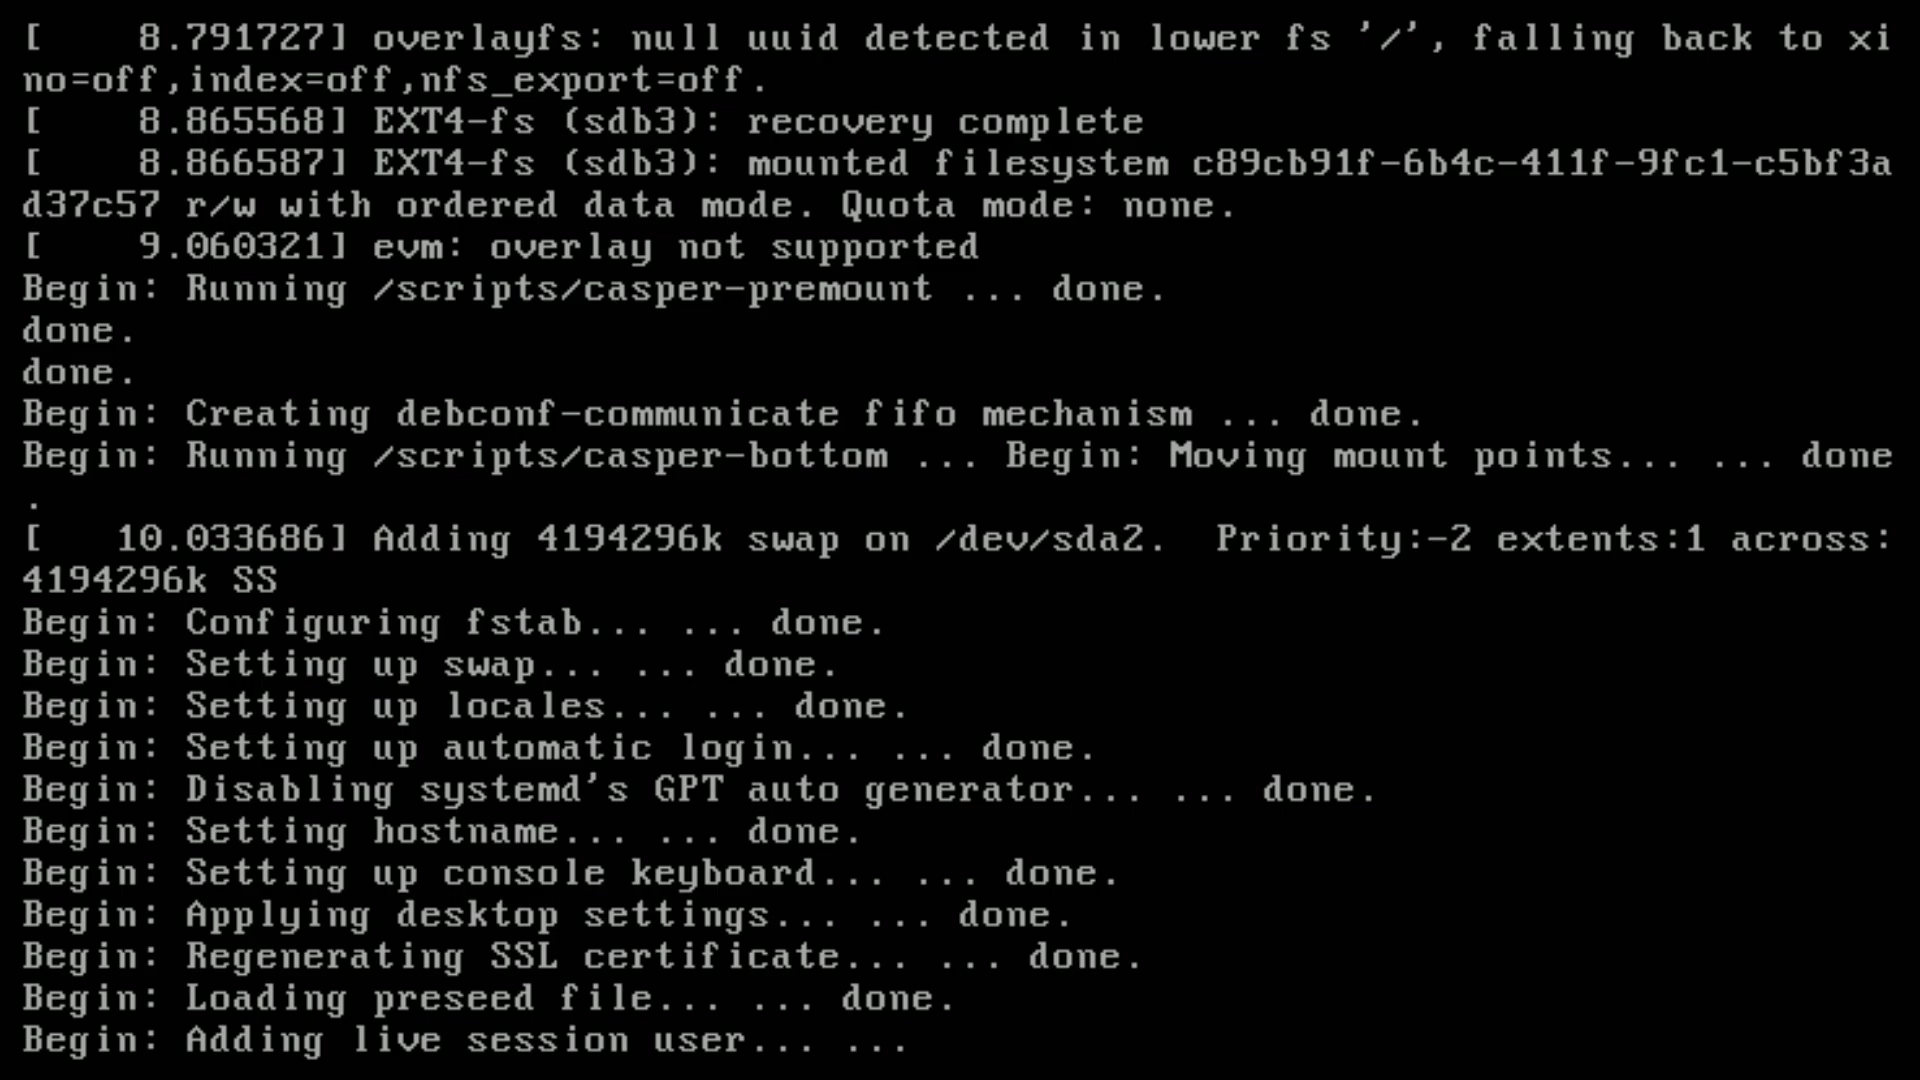 [    8.791727] overlayfs: null uuid detected in lower fs '/', falling back to xi
no=off,index=off,nfs_export=off.
[    8.865568] EXT4-fs (sdb3): recovery complete
[    8.866587] EXT4-fs (sdb3): mounted filesystem c89cb91f-6b4c-411f-9fc1-c5bf3a
d37c57 r/w with ordered data mode. Quota mode: none.
[    9.060321] evm: overlay not supported
Begin: Running /scripts/casper-premount ... done.
done.
done.
Begin: Creating debconf-communicate fifo mechanism ... done.
Begin: Running /scripts/casper-bottom ... Begin: Moving mount points... ... done
.
[   10.033686] Adding 4194296k swap on /dev/sda2.  Priority:-2 extents:1 across:
4194296k SS
Begin: Configuring fstab... ... done.
Begin: Setting up swap... ... done.
Begin: Setting up locales... ... done.
Begin: Setting up automatic login... ... done.
Begin: Disabling systemd's GPT auto generator... ... done.
Begin: Setting hostname... ... done.
Begin: Setting up console keyboard... ... done.
Begin: Applying desktop settings... ... done.
Begin: Regenerating SSL certificate... ... done.
Begin: Loading preseed file... ... done.
Begin: Adding live session user... ...